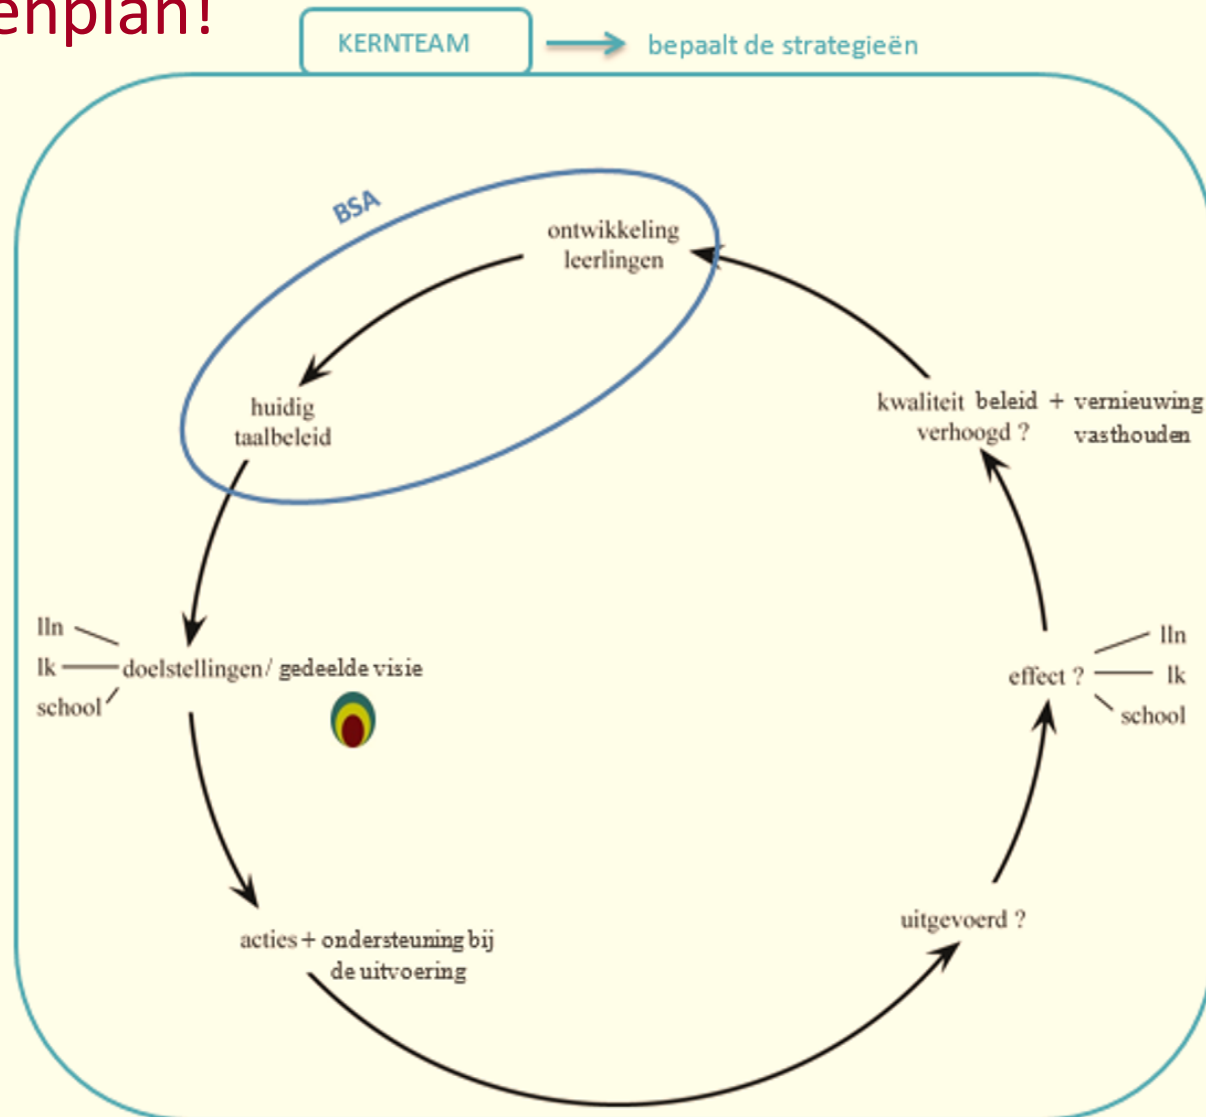 enplan!
KERNTEAM
bepaalt de strategieën
BSA
ontwikkeling
leerlingen
huidig
taalbeleid
kwaliteit beleid + vernieuwing
verhoogd ? vasthouden
lln
lk
school
doelstellingen/ gedeelde visie
effect ?
lln
lk
school
acties + ondersteuning bij
de uitvoering
uitgevoerd ?